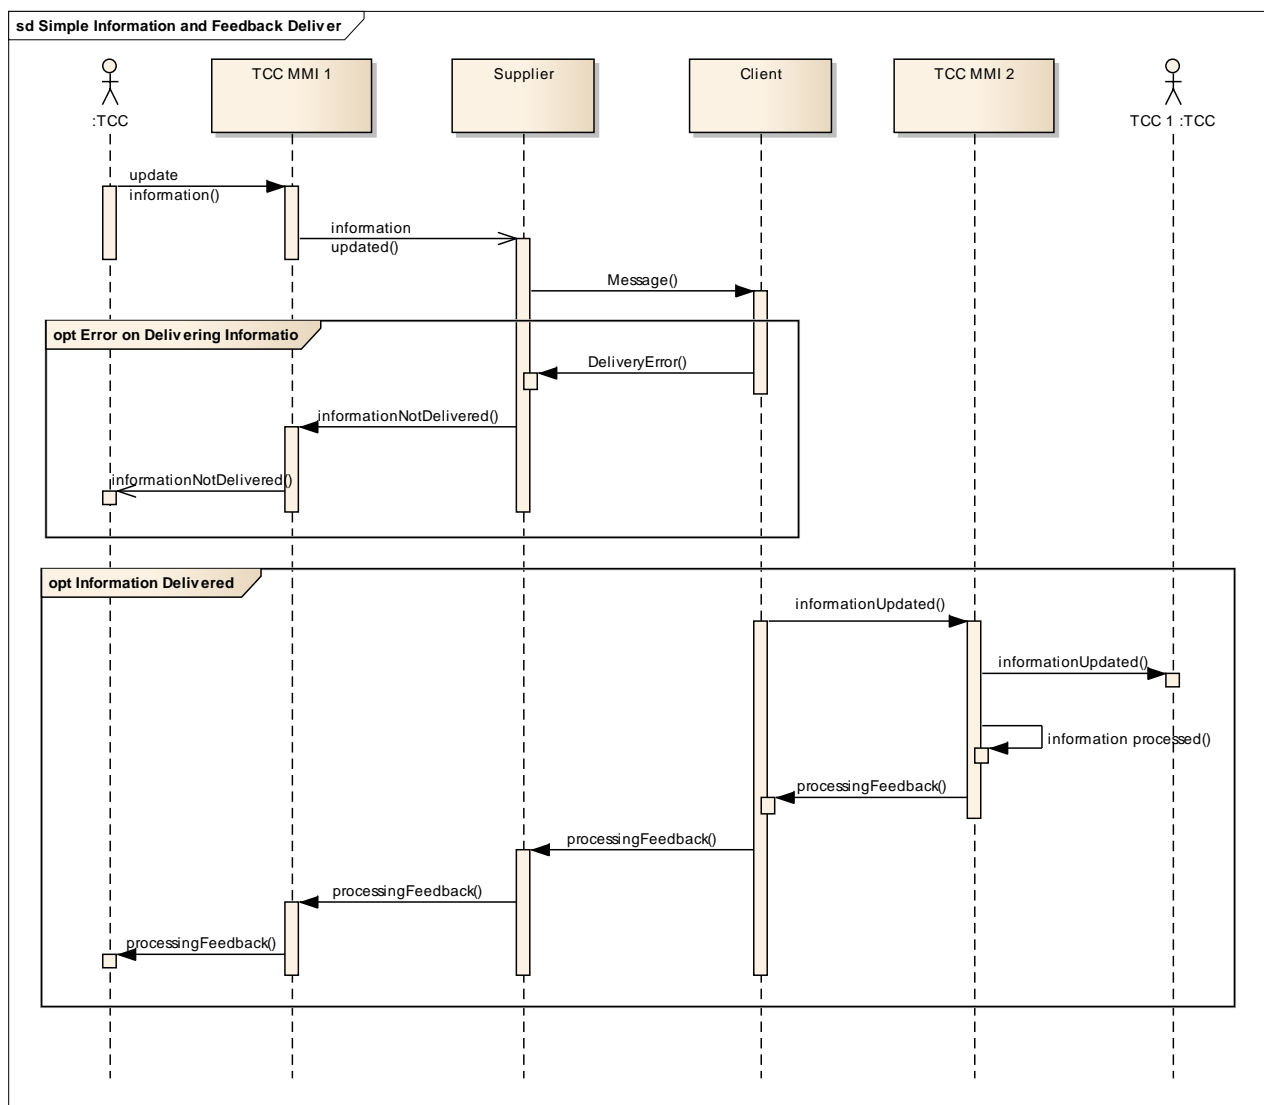 sd Simple Information and Feedback Deliver
:TCC
TCC MMI 1
Supplier
Client
TCC MMI 2
TCC 1 :TCC
update
information()
information
updated()
Message()
opt Error on Delivering Informatio
DeliveryError()
informationNotDelivered()
informationNotDelivered()
opt Information Delivered
informationUpdated()
informationUpdated()
information processed()
processingFeedback()
processingFeedback()
processingFeedback()
processingFeedback()